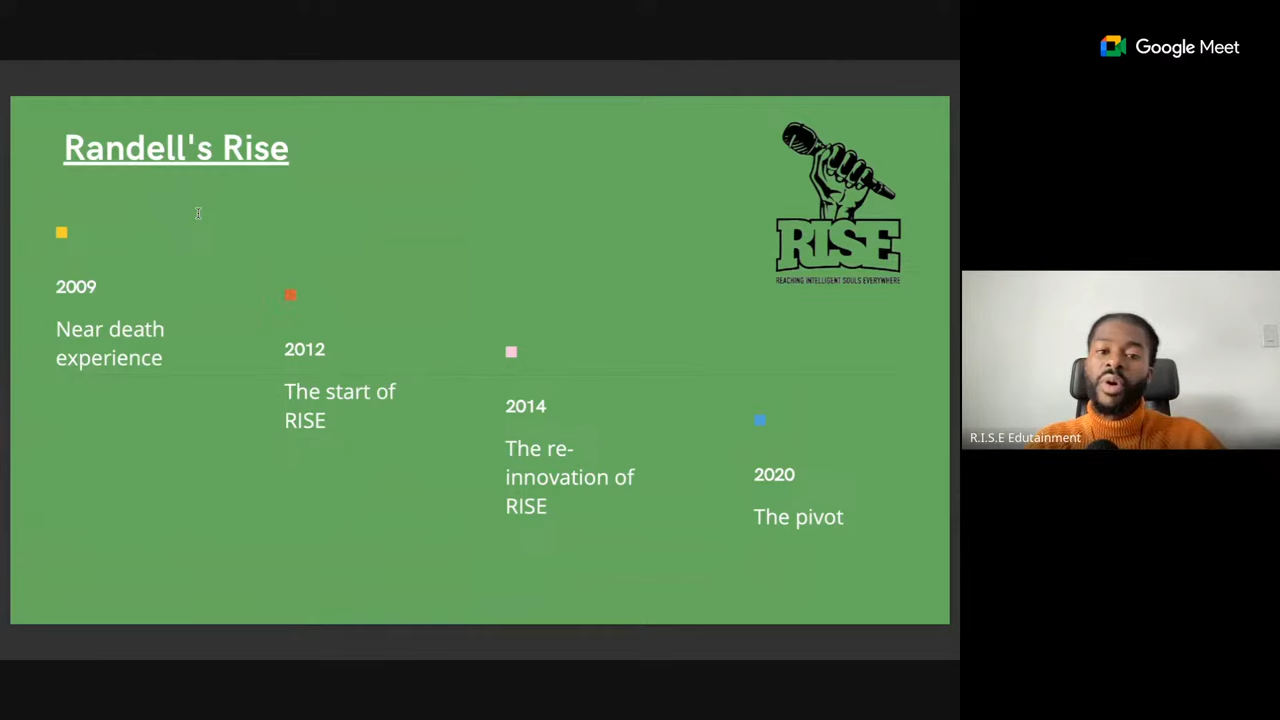 Google Meet
Randell's Rise
RISE
REACHING INTELLIGENT SOULS EVERYWHERE
2009
Near death
experience
2012
The start of
RISE
2014
The re-
innovation of
RISE
2020
The pivot
R.I.S.E Edutainment